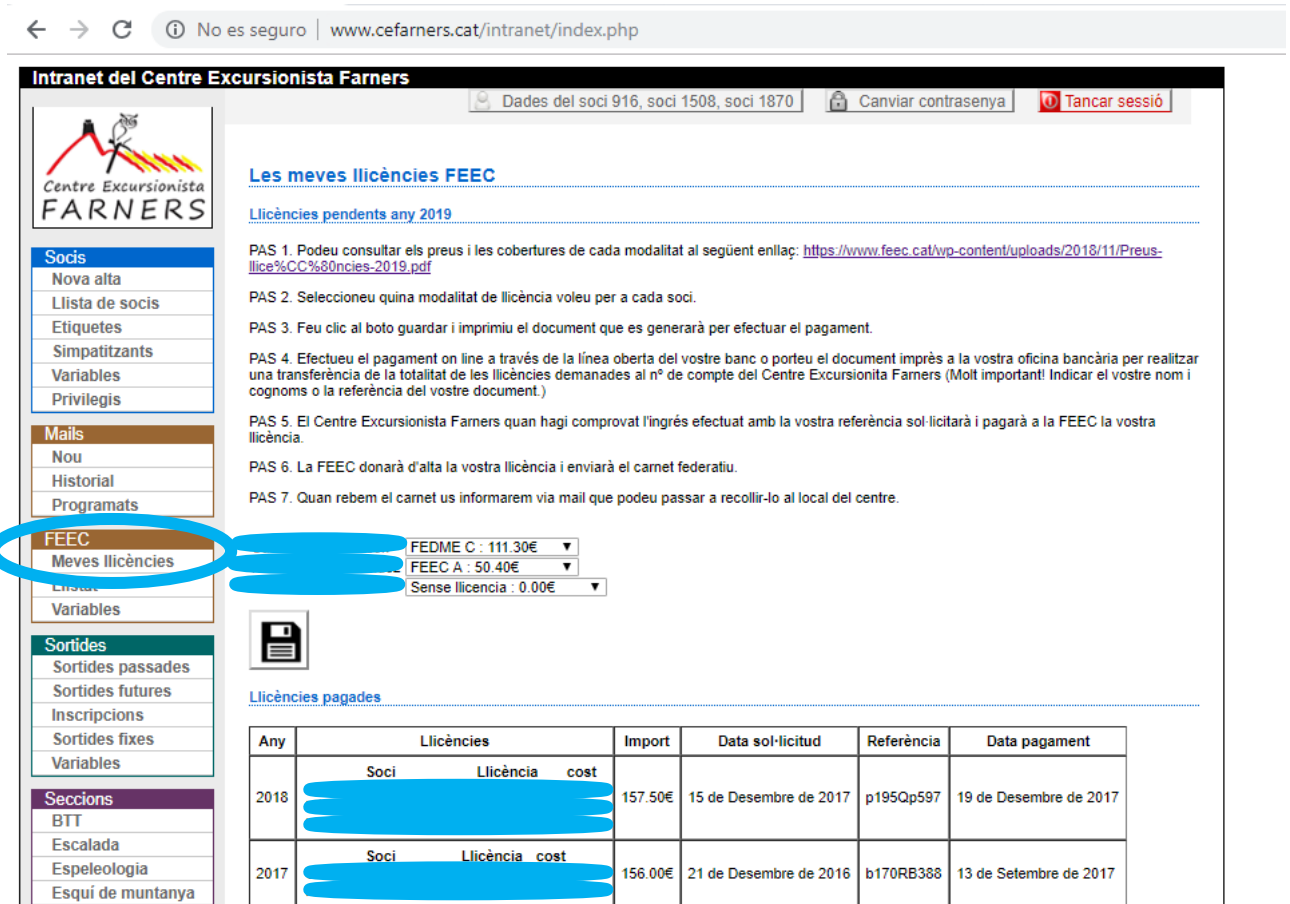 No es seguro | www.cefarners.cat/intranet/index.php
Intranet del Centre Excursionista Farners
Dades del soci 916, soci 1508, soci 1870
Canviar contrasenya
Tancar sessió
Centre Excursionista
FARNERS
Socis
Nova alta
Llista de socis
Etiquetes
Simpatitzants
Variables
Privilegis
Mails
Nou
Historial
Programats
FEEC
Meves llicències
Variables
Sortides
Sortides passades
Sortides futures
Inscripcions
Sortides fixes
Variables
Seccions
BTT
Escalada
Espeleologia
Esquí de muntanya
Les meves llicències FEEC
Llicències pendents any 2019
PAS 1. Podeu consultar els preus i les cobertures de cada modalitat al següent enllaç: https://www.feec.cat/wp-content/uploads/2018/11/Preus-
llice%CC%80ncies-2019.pdf
PAS 2. Seleccioneu quina modalitat de llicència voleu per a cada soci.
PAS 3. Feu clic al boto guardar i imprimiu el document que es generarà per efectuar el pagament.
PAS 4. Efectueu el pagament on line a través de la línea oberta del vostre banc o porteu el document imprès a la vostra oficina bancària per realitzar
una transferència de la totalitat de les llicències demanades al nº de compte del Centre Excursionita Farners (Molt important! Indicar el vostre nom i
cognoms o la referència del vostre document.)
PAS 5. El Centre Excursionista Farners quan hagi comprovat l'ingrés efectuat amb la vostra referència sol·licitarà i pagarà a la FEEC la vostra
llicència.
PAS 6. La FEEC donarà d'alta la vostra llicència i enviarà el carnet federatiu.
PAS 7. Quan rebem el carnet us informarem via mail que podeu passar a recollir-lo al local del centre.
FEDME C : 111.30€
FEEC A : 50.40€
Sense llicencia : 0.00€
Llicències pagades
Any Llicències Import Data sol·licitud Referència Data pagament
Soci Llicència cost
2018 157.50€ 15 de Desembre de 2017 p195Qp597 19 de Desembre de 2017
Soci Llicència cost
2017 156.00€ 21 de Desembre de 2016 b170RB388 13 de Setembre de 2017